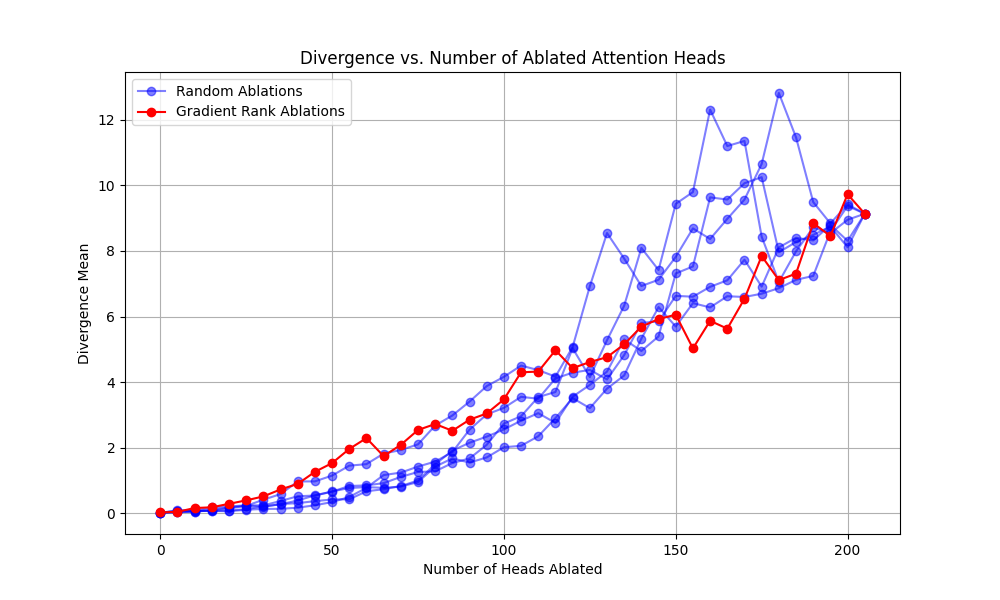 Divergence vs. Number of Ablated Attention Heads
Random Ablations
Gradient Rank Ablations
Divergence Mean
12
10
8
6
4
2
0
0 50 100 150 200
Number of Heads Ablated